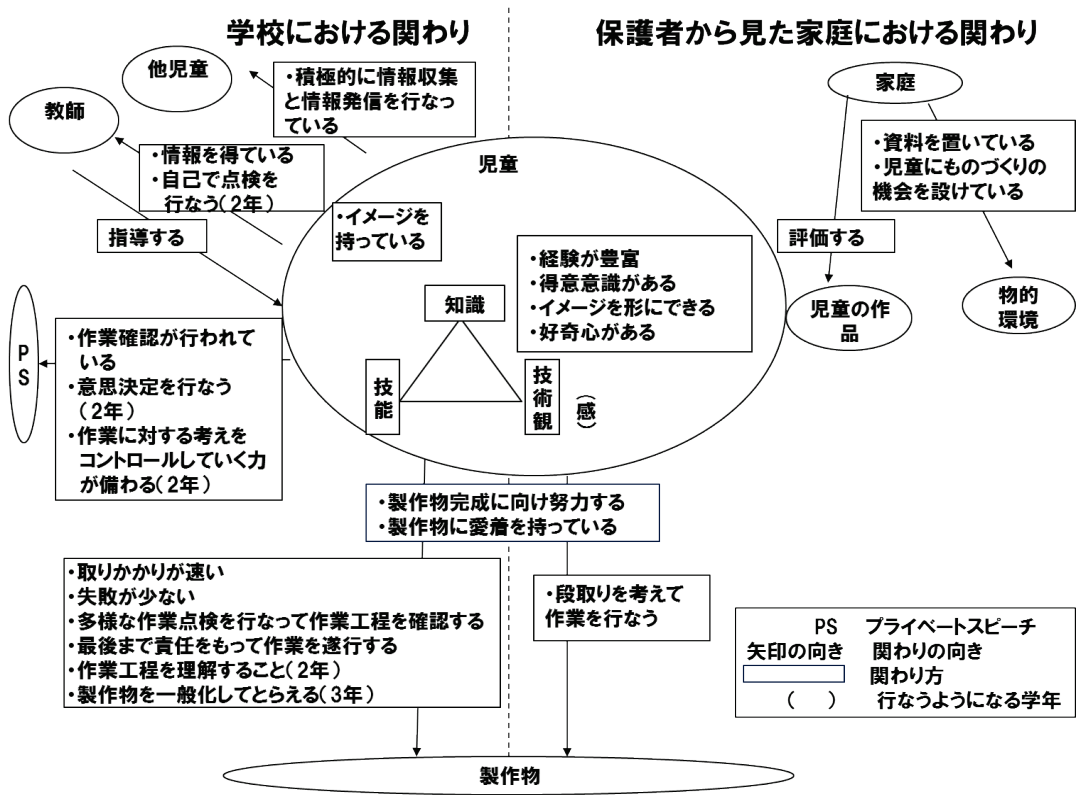 学校における関わり
保護者から見た家庭における関わり
他児童
教師
・積極的に情報収集
と情報発信を行なっ
ている
・情報を得ている
・自己で点検を
行なう(2年)
指導する
児童
・イメージを
持っている
・経験が豊富
・得意意識がある
・イメージを形にできる
・好奇心がある
知識
技能
技術観
(感)
家庭
・資料を置いている
・児童にものづくりの
機会を設けている
評価する
児童の作
品
物的
環境
PS
・作業確認が行われて
いる
・意思決定を行なう
(2年)
・作業に対する考えを
コントロールしていく力
が備わる(2年)
・製作物完成に向け努力する
・製作物に愛着を持っている
・取りかかりが速い
・失敗が少ない
・多様な作業点検を行なって作業工程を確認する
・最後まで責任をもって作業を遂行する
・作業工程を理解すること(2年)
・製作物を一般化してとらえる(3年)
・段取りを考えて
作業を行なう
PS プライベートスピーチ
矢印の向き 関わりの向き
関わり方
( ) 行なうようになる学年
製作物